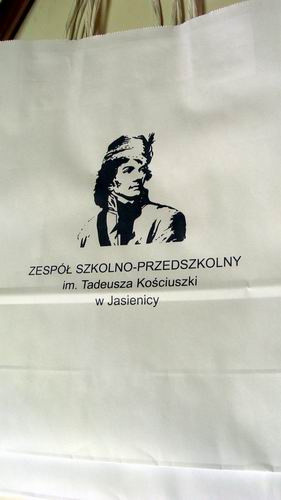 ZESPÓŁ SZKOLNO-PRZEDSZKOLNY
im. Tadeusza Kościuszki
w Jasienicy